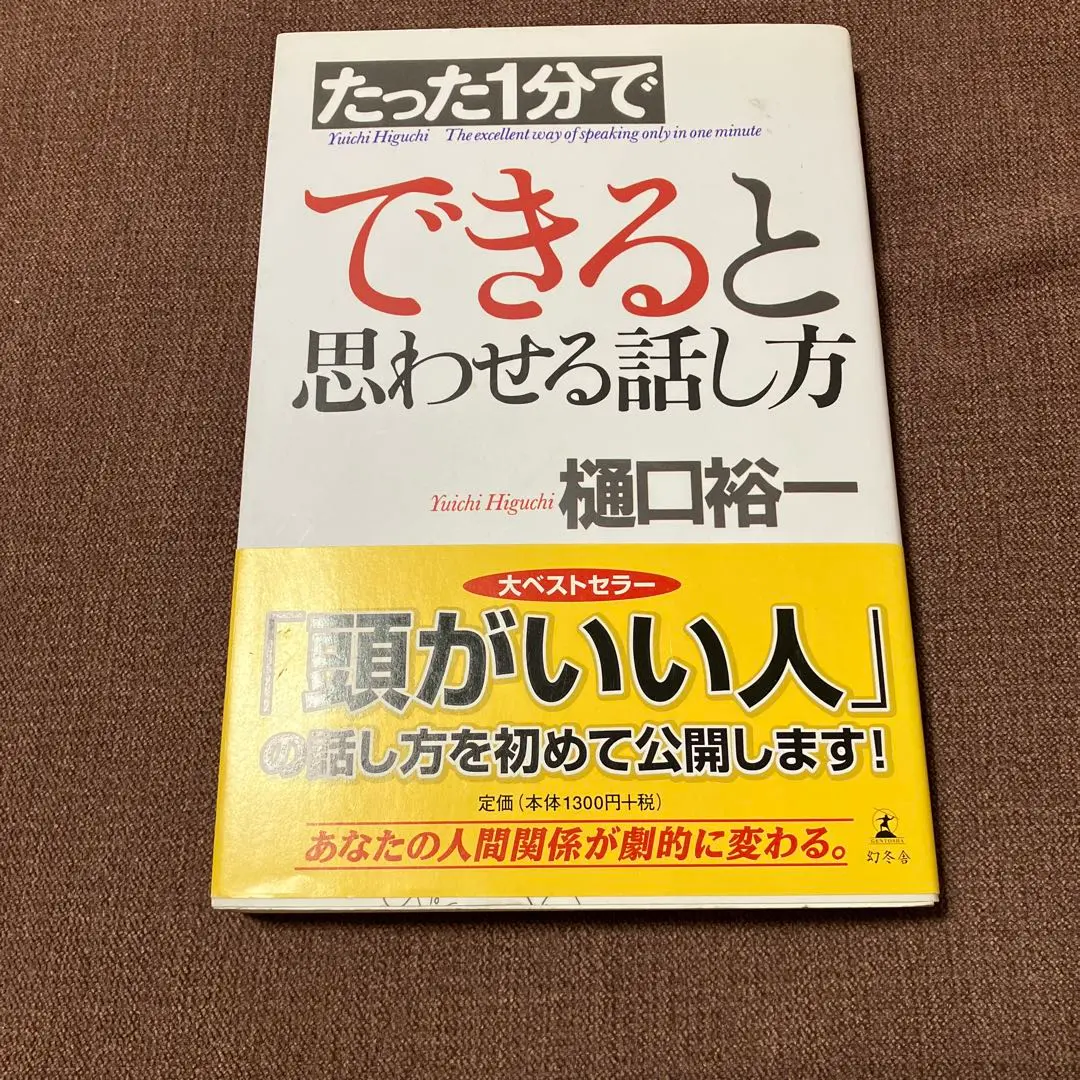 たった1分で
Yuichi Higuchi The excellent way of speaking only in one minute
できると
思わせる話し方
Yuichi Higuchi 樋口裕一
大ベストセラー
「頭がいい人」
の話し方を初めて公開します!
定価(本体1300円+税)
あなたの人間関係が劇的に変わる。
GENTOSHA
幻冬舎